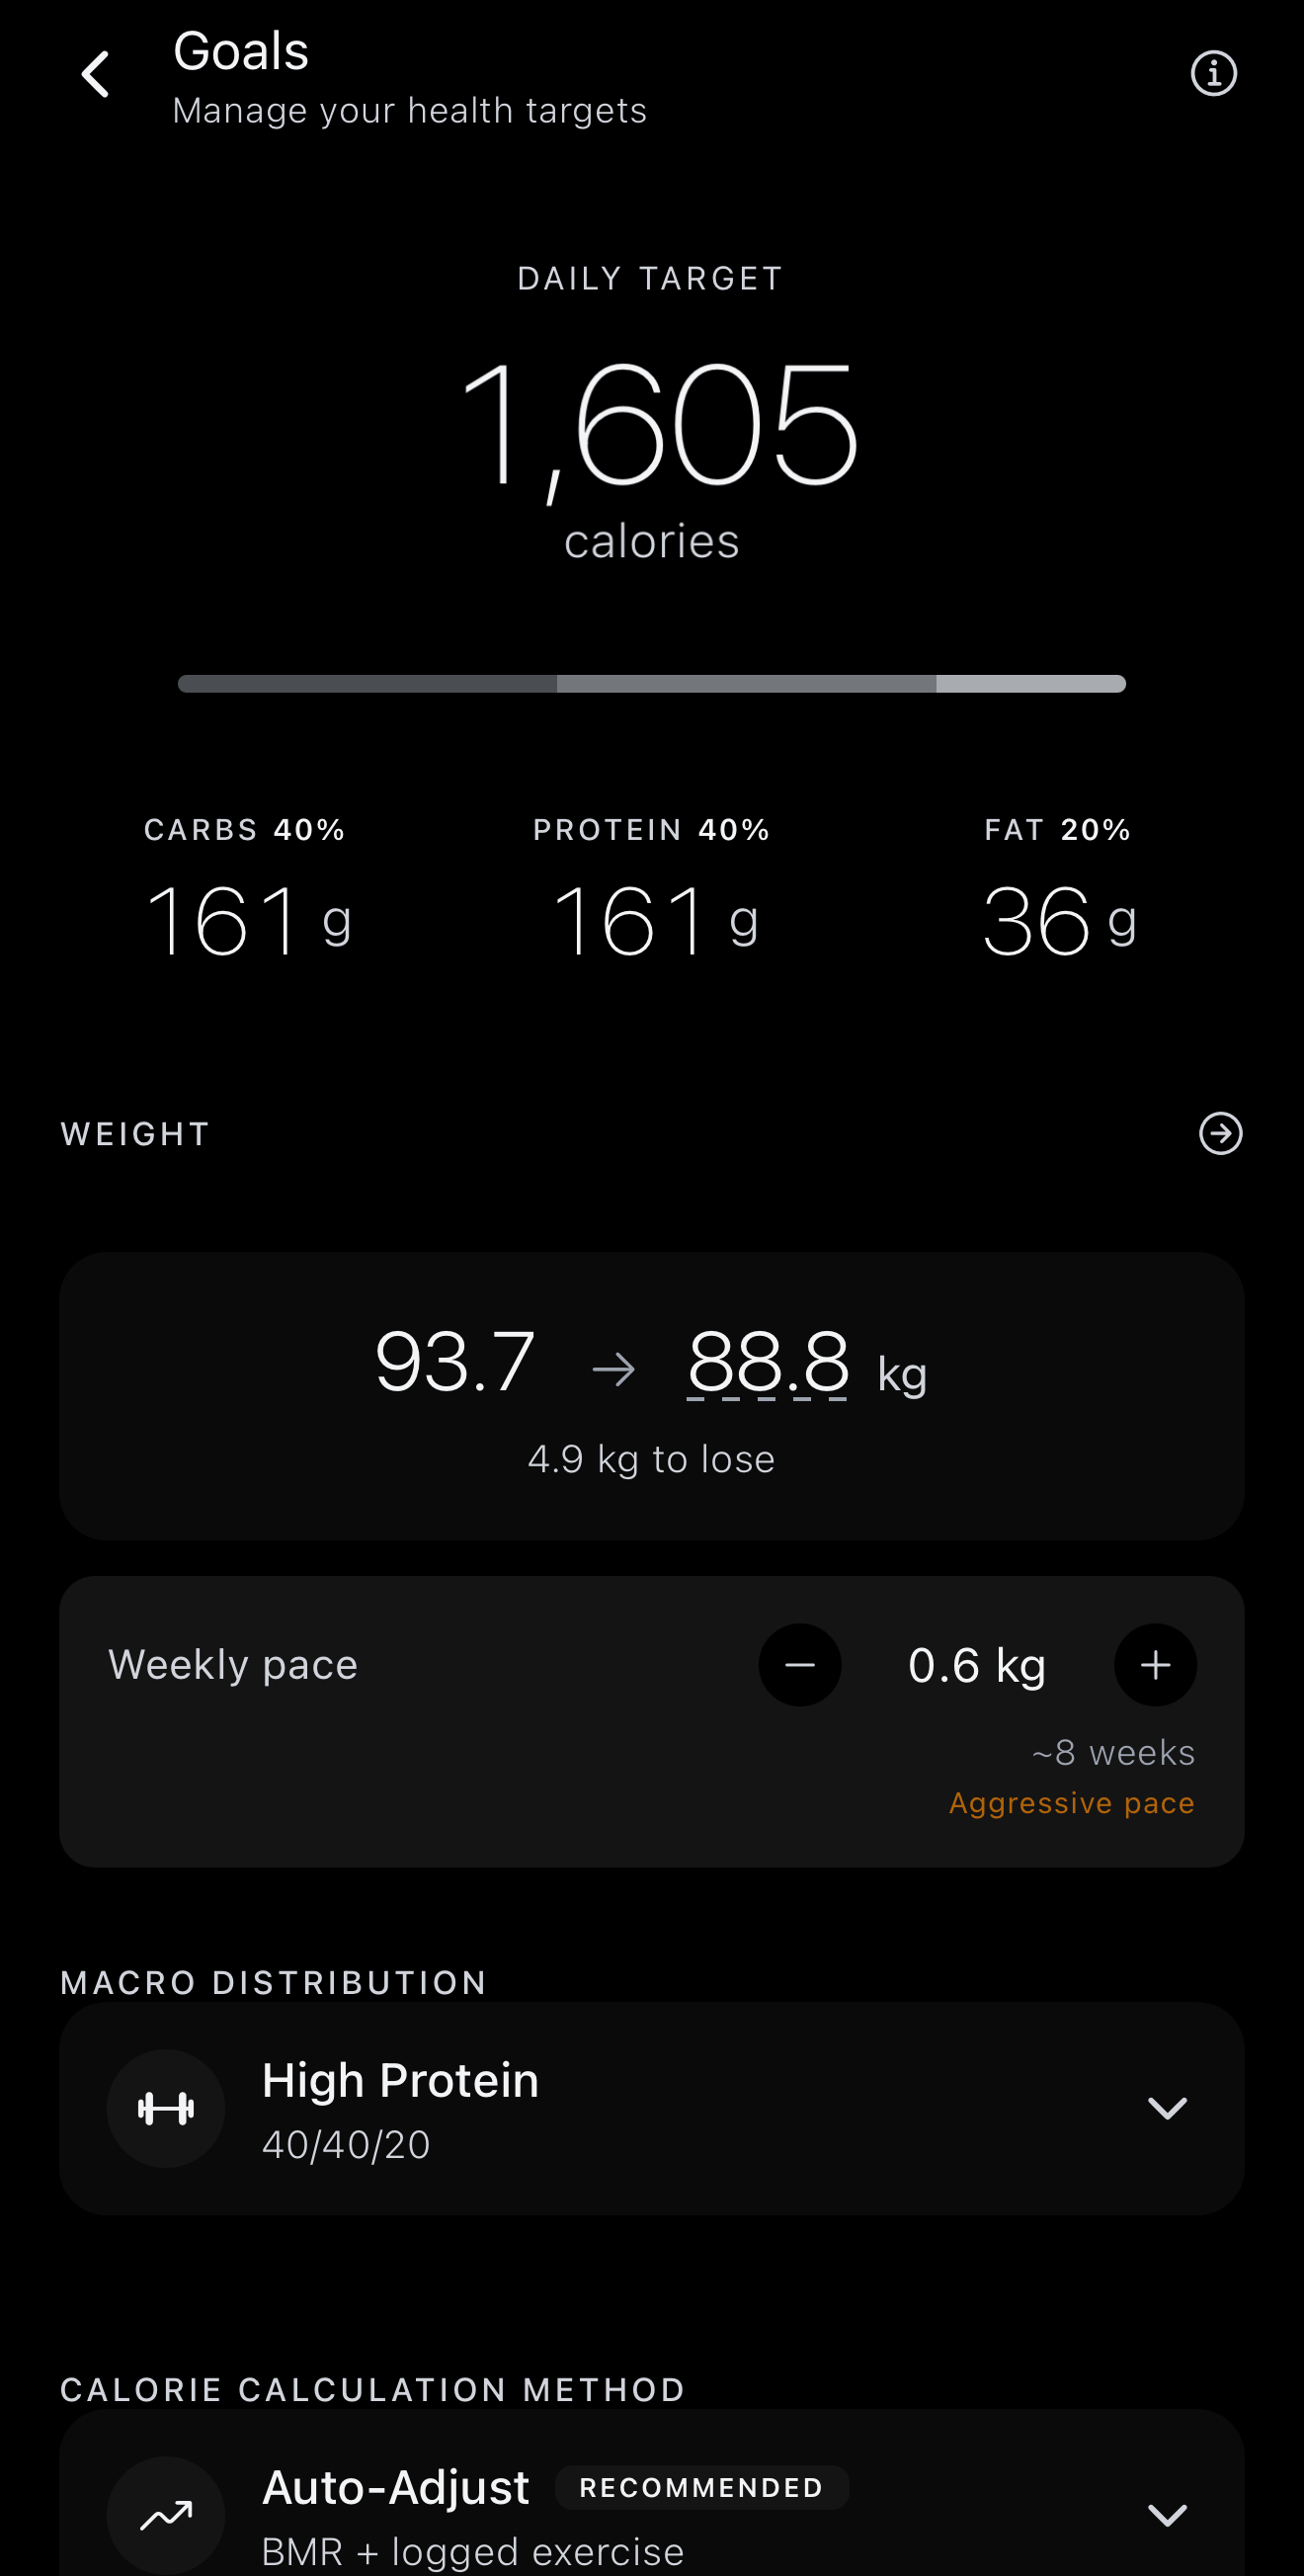 Goals
Manage your health targets
DAILY TARGET
1,605
calories
CARBS 40% PROTEIN 40% FAT 20%
161 g 161 g 36 g
WEIGHT
93.7 → 88.8 kg
4.9 kg to lose
Weekly pace − 0.6 kg +
~8 weeks
Aggressive pace
MACRO DISTRIBUTION
High Protein
40/40/20
CALORIE CALCULATION METHOD
Auto-Adjust RECOMMENDED
BMR + logged exercise